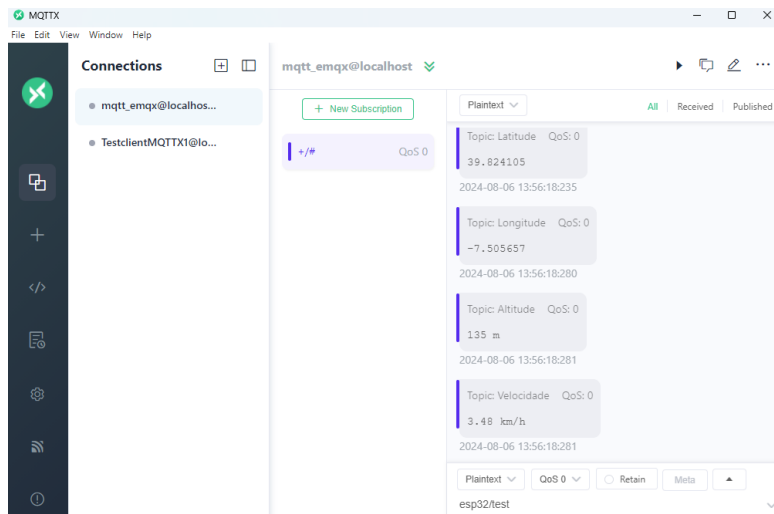 MQTTX
File Edit View Window Help
Connections
mqtt_emqx@localhos...
TestclientMQTTX1@lo...
mqtt_emqx@localhost
+ New Subscription
+/# QoS 0
Plaintext
All Received Published
Topic: Latitude QoS: 0
39.824105
2024-08-06 13:56:18:235
Topic: Longitude QoS: 0
-7.505657
2024-08-06 13:56:18:280
Topic: Altitude QoS: 0
135 m
2024-08-06 13:56:18:281
Topic: Velocidade QoS: 0
3.48 km/h
2024-08-06 13:56:18:281
Plaintext QoS 0 Retain Meta
esp32/test